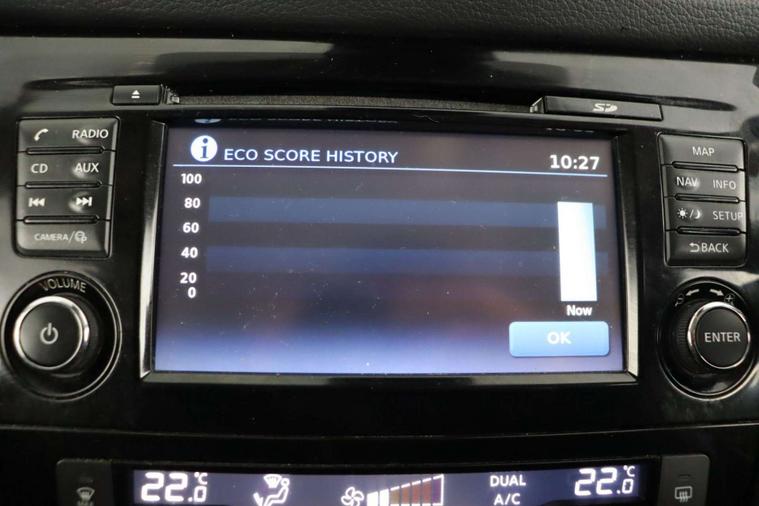 RADIO
CD AUX
CAMERA/
VOLUME
SD
ECO SCORE HISTORY 10:27
100
80
60
40
20
0
Now
OK
MAP
NAV INFO
SETUP
BACK
- +
ENTER
22.0°C
DUAL
A/C
22.0°C
MAX